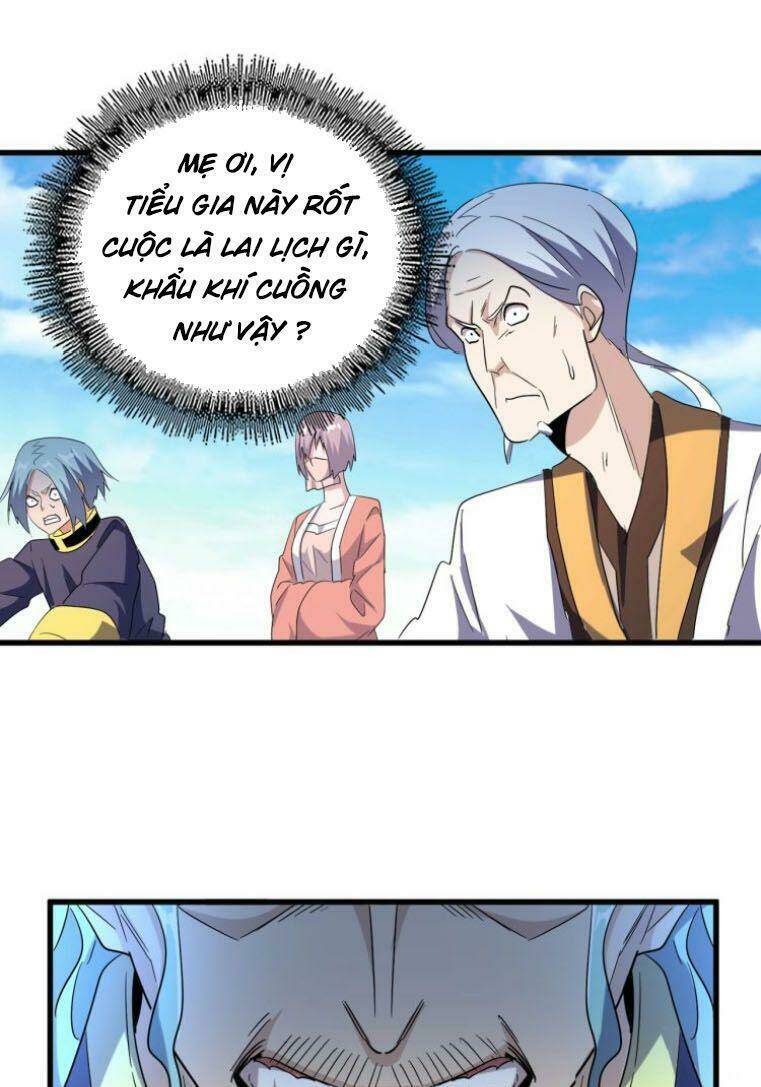 MẸ ƠI, VỊ
TIỂU GIA NÀY RỐT
CUỘC LÀ LAI LỊCH GÌ,
KHẨU KHÍ CUỒNG
NHƯ VẬY ?